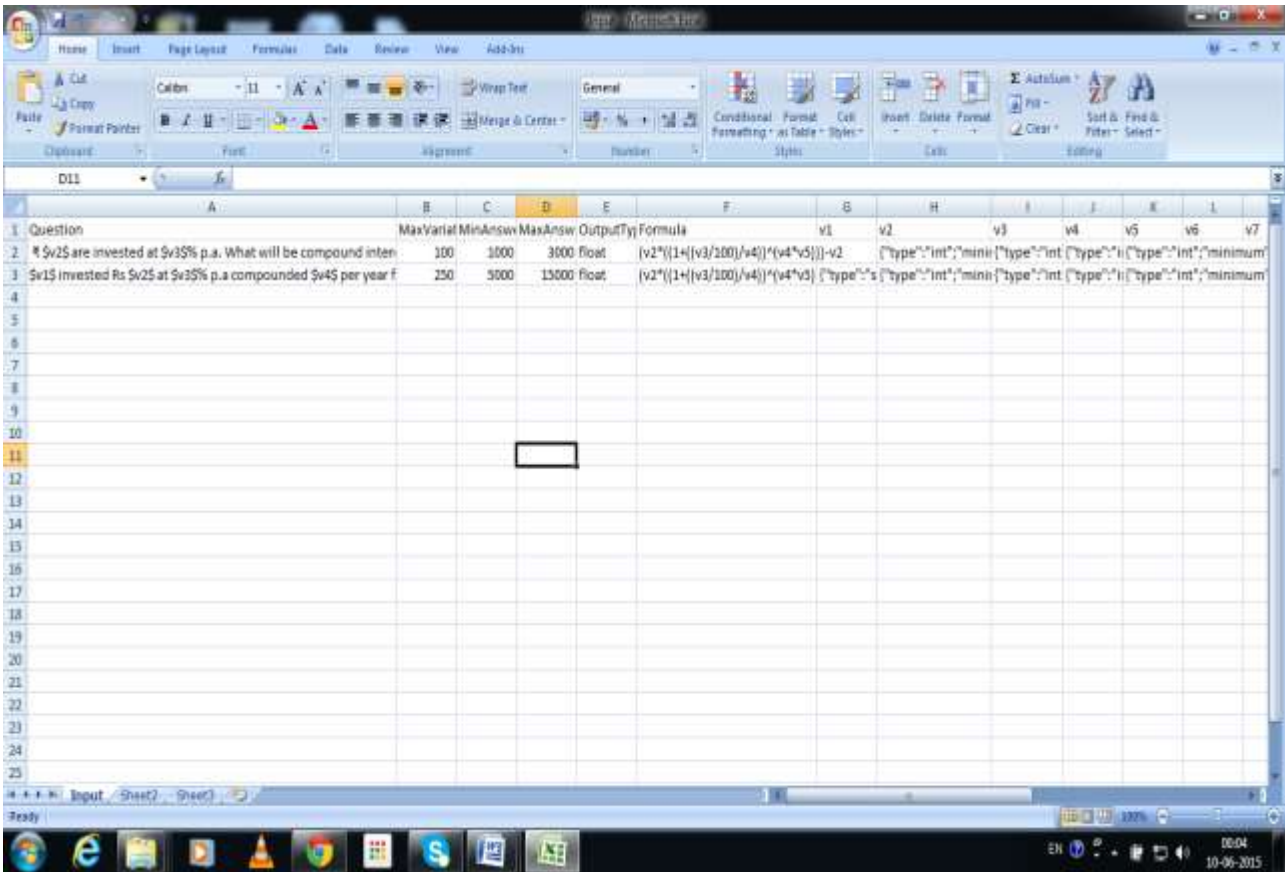 Input - Microsoft Excel
Home Insert Page Layout Formulas Data Review View Add-Ins
Cut
Copy
Paste
Format Painter
Clipboard
Calibri 11
Font
Wrap Text
Merge & Center
Alignment
General
Number
Conditional Formatting
Format as Table
Cell Styles
Styles
Insert Delete Format
Cells
AutoSum
Fill
Clear
Sort & Filter
Find & Select
Editing
D11
A B C D E F G H I J K L
1 Question MaxVariat MinAnsw MaxAnsw OutputTy Formula v1 v2 v3 v4 v5 v6 v7
2 ₹ $v2$ are invested at $v3$% p.a. What will be compound inter 100 1000 3000 float (v2*((1+((v3/100)/v4))^(v4*v5)))-v2 {"type":"int";"mini {"type":"int {"type":"i {"type":"int";"minimum"
3 $v1$ invested Rs $v2$ at $v3$% p.a compounded $v4$ per year f 250 5000 15000 float (v2*((1+((v3/100)/v4))^(v4*v5) {"type":"s {"type":"int";"mini {"type":"int {"type":"i {"type":"int";"minimum"
4
5
6
7
8
9
10
11
12
13
14
15
16
17
18
19
20
21
22
23
24
25
Input Sheet2 Sheet3
Ready
100%
EN
00:04
10-06-2015